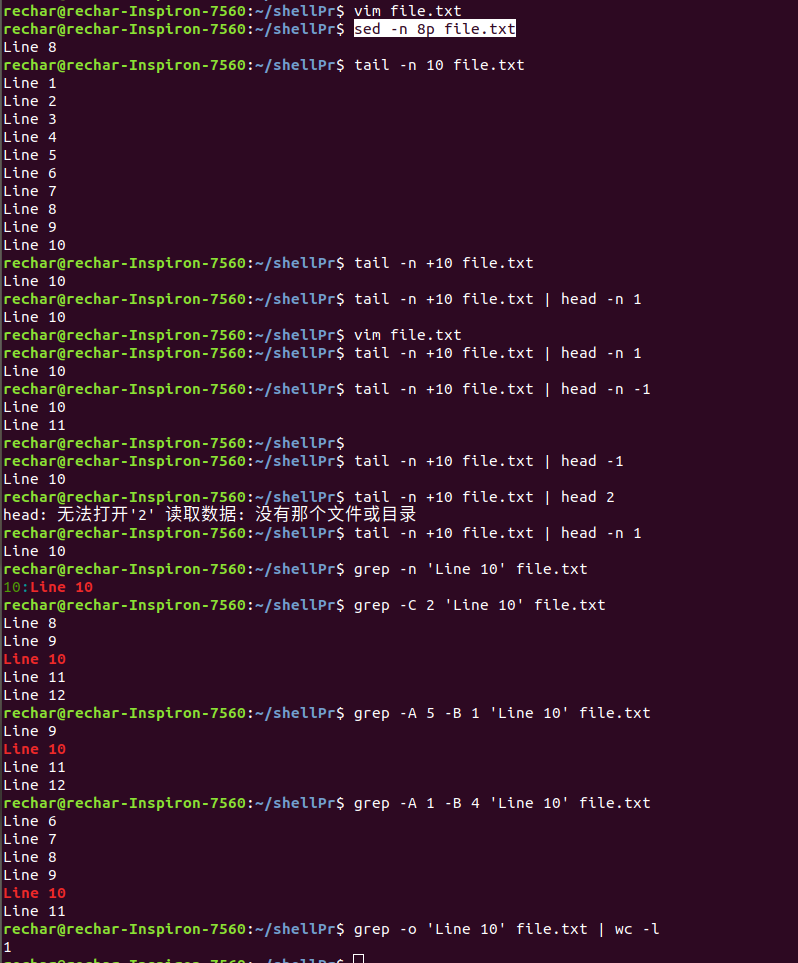 rechar@rechar-Inspiron-7560:~/shellPr$ vim file.txt
rechar@rechar-Inspiron-7560:~/shellPr$ sed -n 8p file.txt
Line 8
rechar@rechar-Inspiron-7560:~/shellPr$ tail -n 10 file.txt
Line 1
Line 2
Line 3
Line 4
Line 5
Line 6
Line 7
Line 8
Line 9
Line 10
rechar@rechar-Inspiron-7560:~/shellPr$ tail -n +10 file.txt
Line 10
rechar@rechar-Inspiron-7560:~/shellPr$ tail -n +10 file.txt | head -n 1
Line 10
rechar@rechar-Inspiron-7560:~/shellPr$ vim file.txt
rechar@rechar-Inspiron-7560:~/shellPr$ tail -n +10 file.txt | head -n 1
Line 10
rechar@rechar-Inspiron-7560:~/shellPr$ tail -n +10 file.txt | head -n -1
Line 10
Line 11
rechar@rechar-Inspiron-7560:~/shellPr$
rechar@rechar-Inspiron-7560:~/shellPr$ tail -n +10 file.txt | head -1
Line 10
rechar@rechar-Inspiron-7560:~/shellPr$ tail -n +10 file.txt | head 2
head: 无法打开'2' 读取数据: 没有那个文件或目录
rechar@rechar-Inspiron-7560:~/shellPr$ tail -n +10 file.txt | head -n 1
Line 10
rechar@rechar-Inspiron-7560:~/shellPr$ grep -n 'Line 10' file.txt
10:Line 10
rechar@rechar-Inspiron-7560:~/shellPr$ grep -C 2 'Line 10' file.txt
Line 8
Line 9
Line 10
Line 11
Line 12
rechar@rechar-Inspiron-7560:~/shellPr$ grep -A 5 -B 1 'Line 10' file.txt
Line 9
Line 10
Line 11
Line 12
rechar@rechar-Inspiron-7560:~/shellPr$ grep -A 1 -B 4 'Line 10' file.txt
Line 6
Line 7
Line 8
Line 9
Line 10
Line 11
rechar@rechar-Inspiron-7560:~/shellPr$ grep -o 'Line 10' file.txt | wc -l
1
rechar@rechar-Inspiron-7560:~/shellPr$